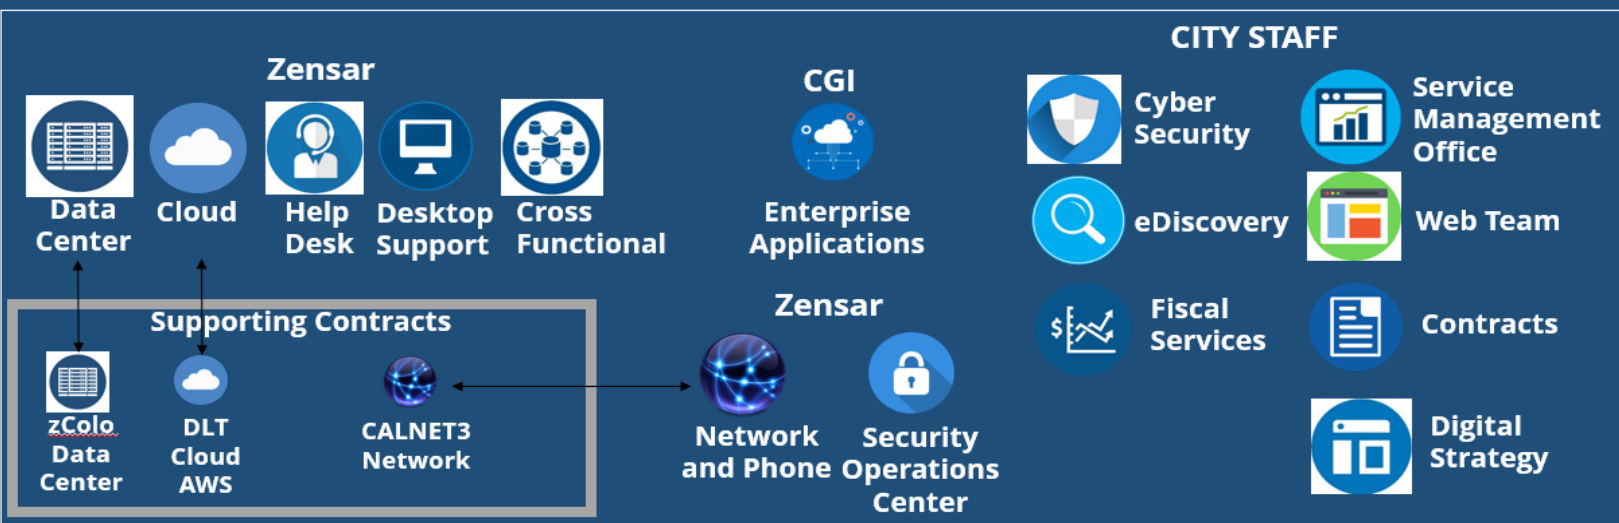 Zensar
Data
Center
Cloud
Help
Desk
Desktop
Support
Cross
Functional
CGI
Enterprise
Applications
CITY STAFF
Cyber
Security
Service
Management
Office
eDiscovery
Web Team
$
Fiscal
Services
Contracts
Digital
Strategy
Supporting Contracts
zColo
Data
Center
DLT
Cloud
AWS
CALNET3
Network
Zensar
Network
and Phone
Security
Operations
Center